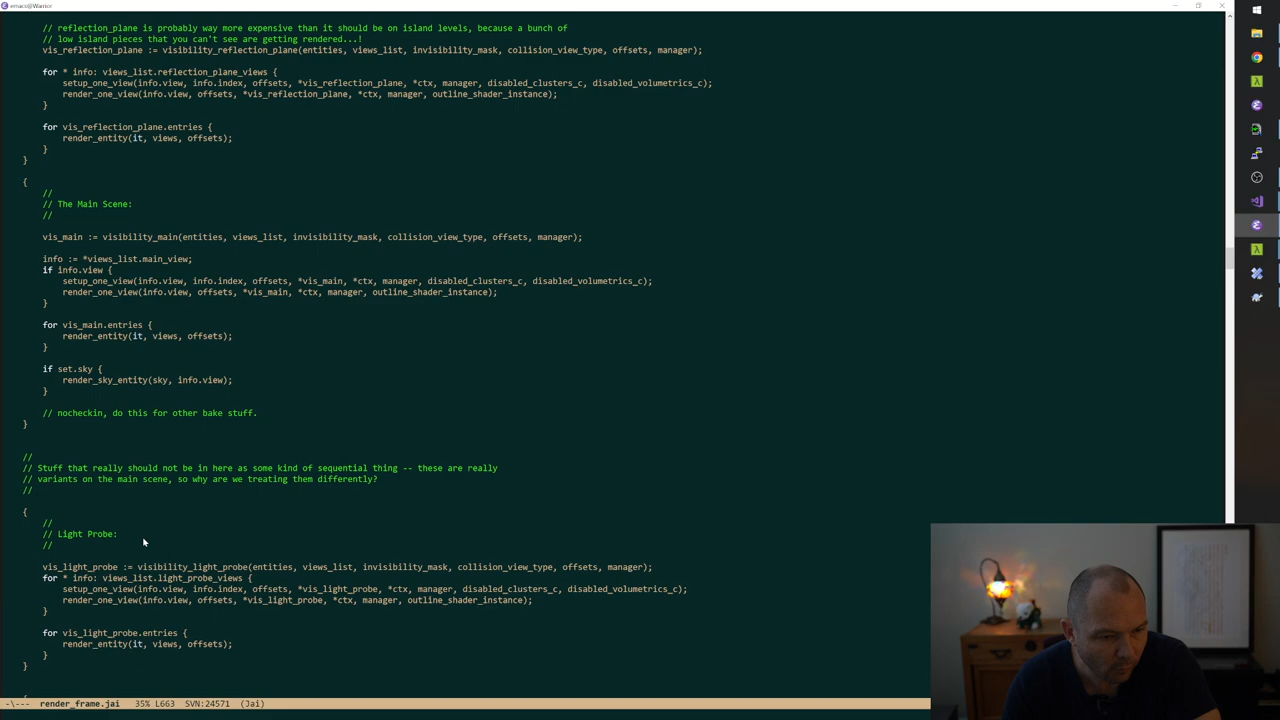 emacs@Warrior
// reflection_plane is probably way more expensive than it should be on island levels, because a bunch of
// low island pieces that you can't see are getting rendered...!
vis_reflection_plane := visibility_reflection_plane(entities, views_list, invisibility_mask, collision_view_type, offsets, manager);
for * info: views_list.reflection_plane_views {
setup_one_view(info.view, info.index, offsets, *vis_reflection_plane, *ctx, manager, disabled_clusters_c, disabled_volumetrics_c);
render_one_view(info.view, offsets, *vis_reflection_plane, *ctx, manager, outline_shader_instance);
}
for vis_reflection_plane.entries {
render_entity(it, views, offsets);
}
}
{
//
// The Main Scene:
//
vis_main := visibility_main(entities, views_list, invisibility_mask, collision_view_type, offsets, manager);
info := *views_list.main_view;
if info.view {
setup_one_view(info.view, info.index, offsets, *vis_main, *ctx, manager, disabled_clusters_c, disabled_volumetrics_c);
render_one_view(info.view, offsets, *vis_main, *ctx, manager, outline_shader_instance);
}
for vis_main.entries {
render_entity(it, views, offsets);
}
if set.sky {
render_sky_entity(sky, info.view);
}
// nocheckin, do this for other bake stuff.
}
//
// Stuff that really should not be in here as some kind of sequential thing -- these are really
// variants on the main scene, so why are we treating them differently?
//
{
//
// Light Probe:
//
vis_light_probe := visibility_light_probe(entities, views_list, invisibility_mask, collision_view_type, offsets, manager);
for * info: views_list.light_probe_views {
setup_one_view(info.view, info.index, offsets, *vis_light_probe, *ctx, manager, disabled_clusters_c, disabled_volumetrics_c);
render_one_view(info.view, offsets, *vis_light_probe, *ctx, manager, outline_shader_instance);
}
for vis_light_probe.entries {
render_entity(it, views, offsets);
}
}
-\--- render_frame.jai 35% L663 SVN:24571 (Jai)